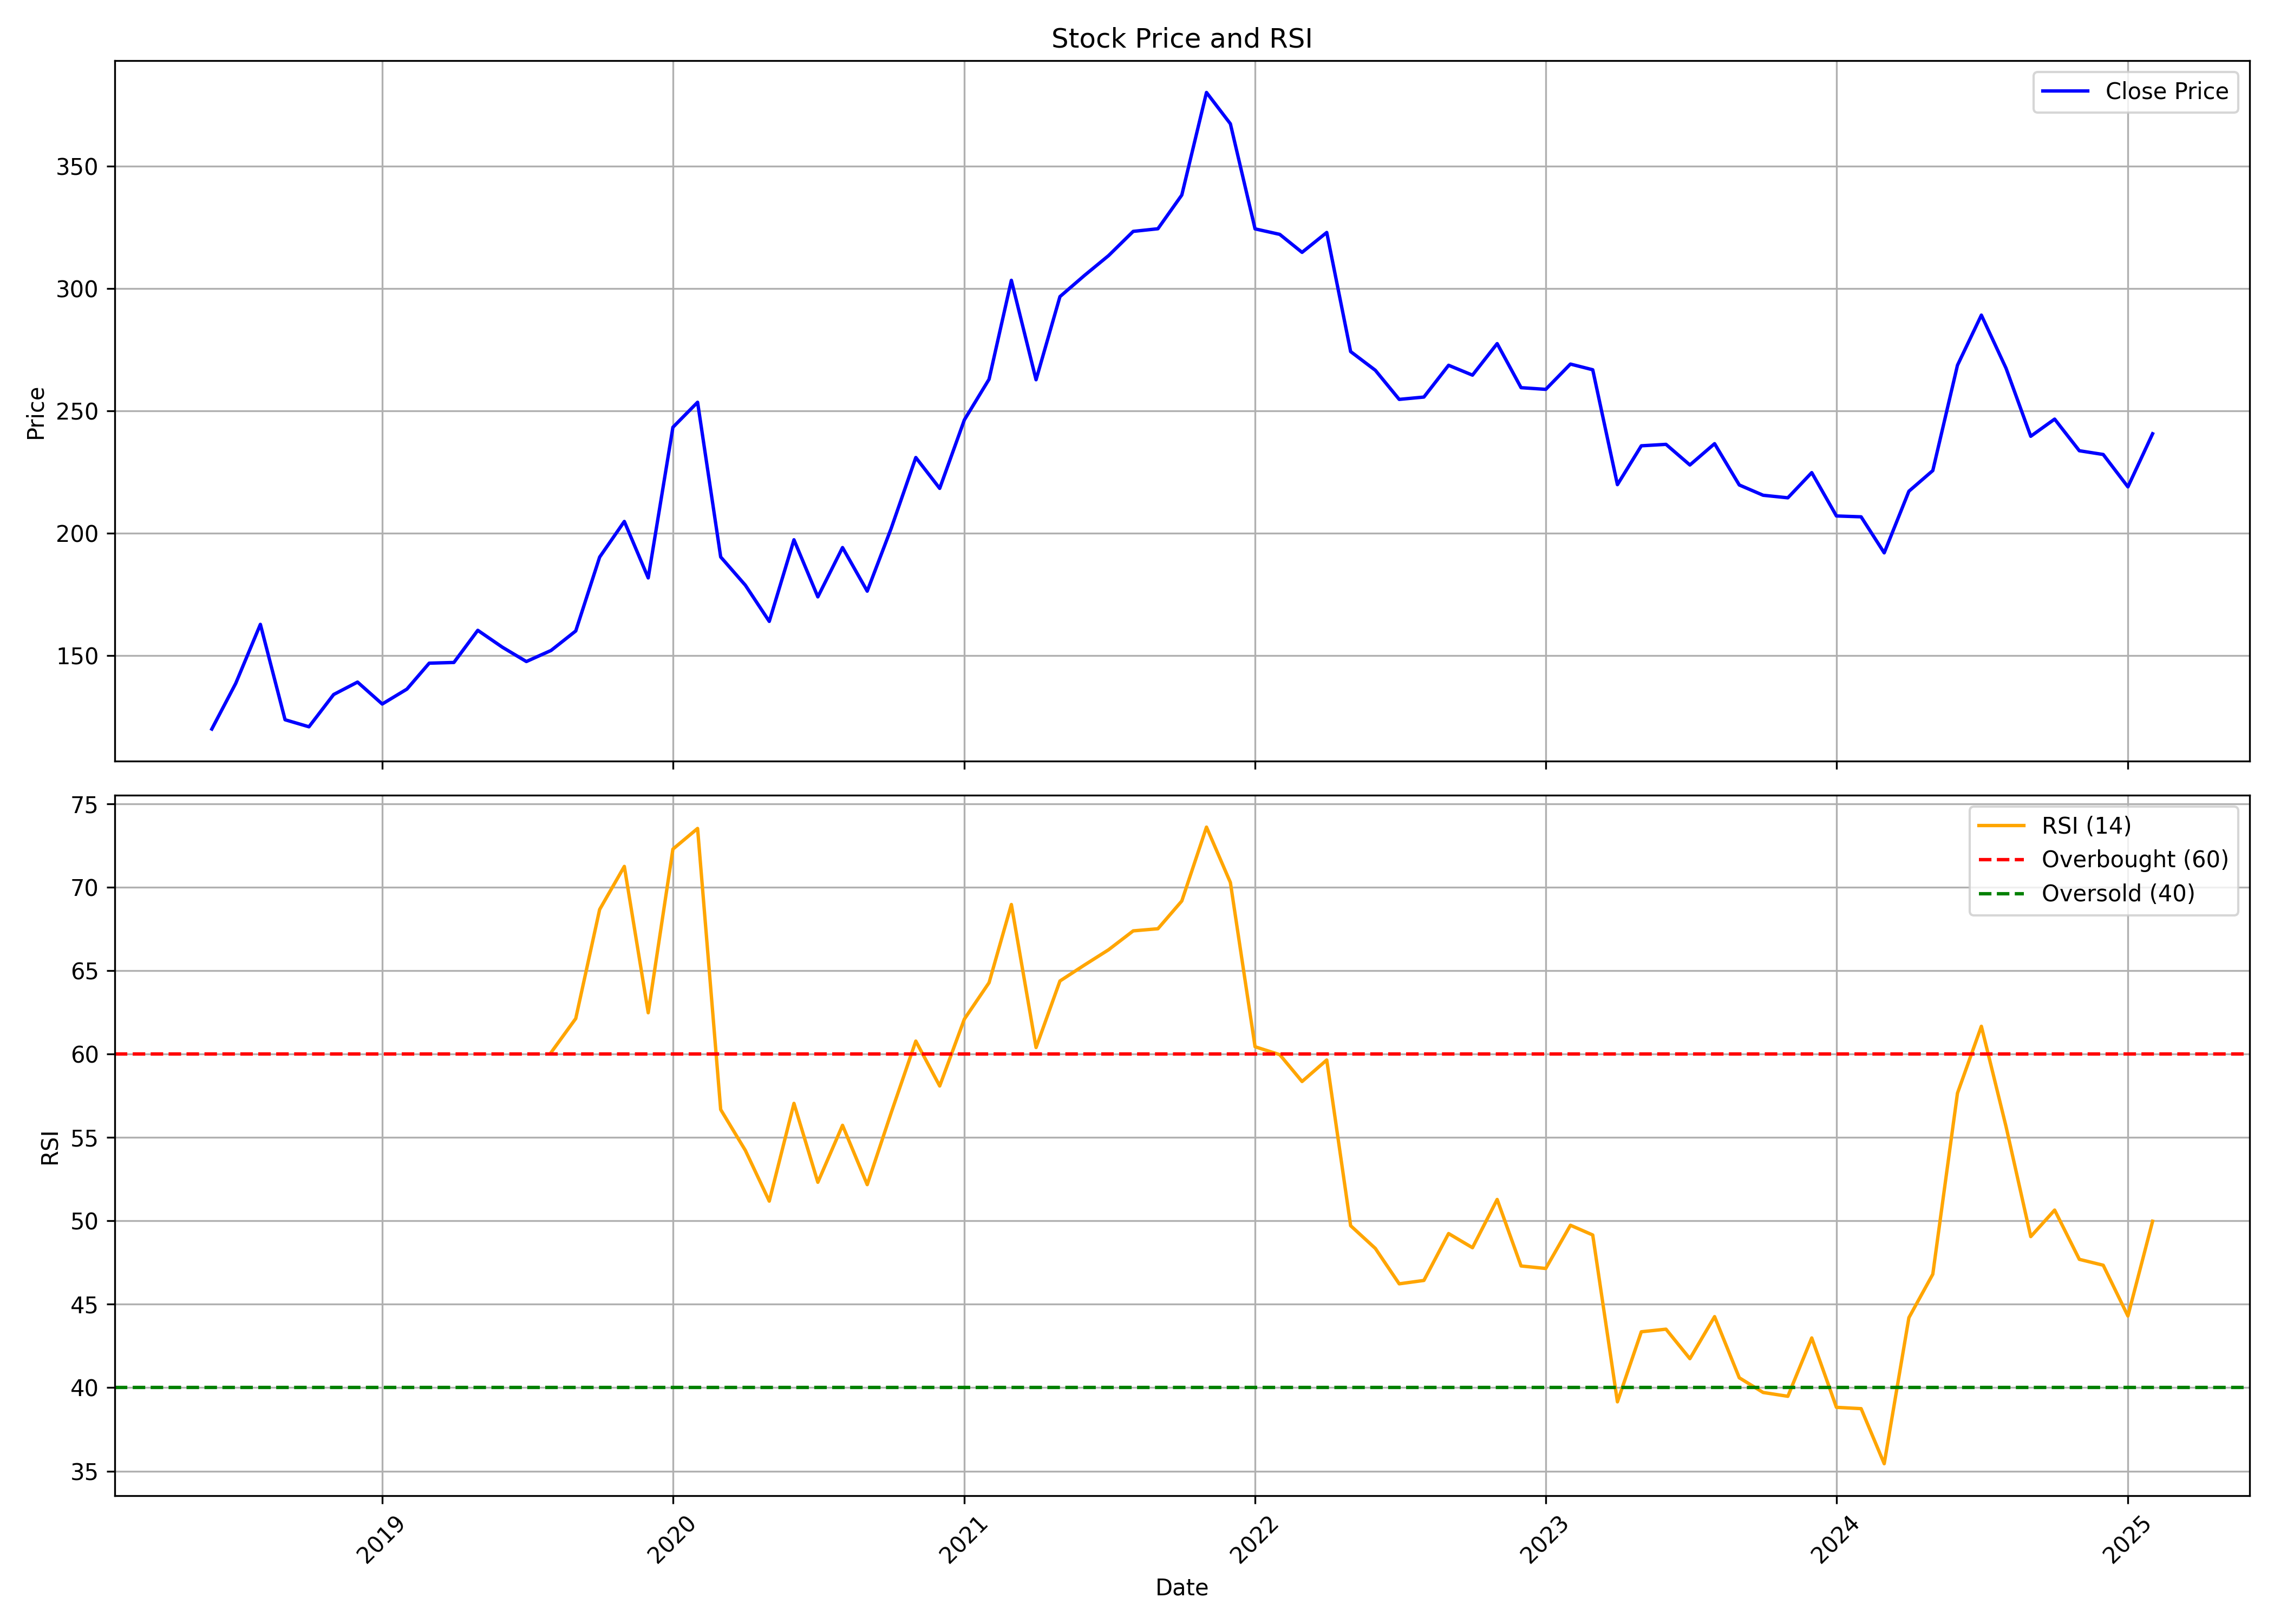 Stock Price and RSI
Close Price
350
300
250
200
150
Price
RSI (14)
Overbought (60)
Oversold (40)
75
70
65
60
55
50
45
40
35
RSI
2019
2020
2021
2022
2023
2024
2025
Date